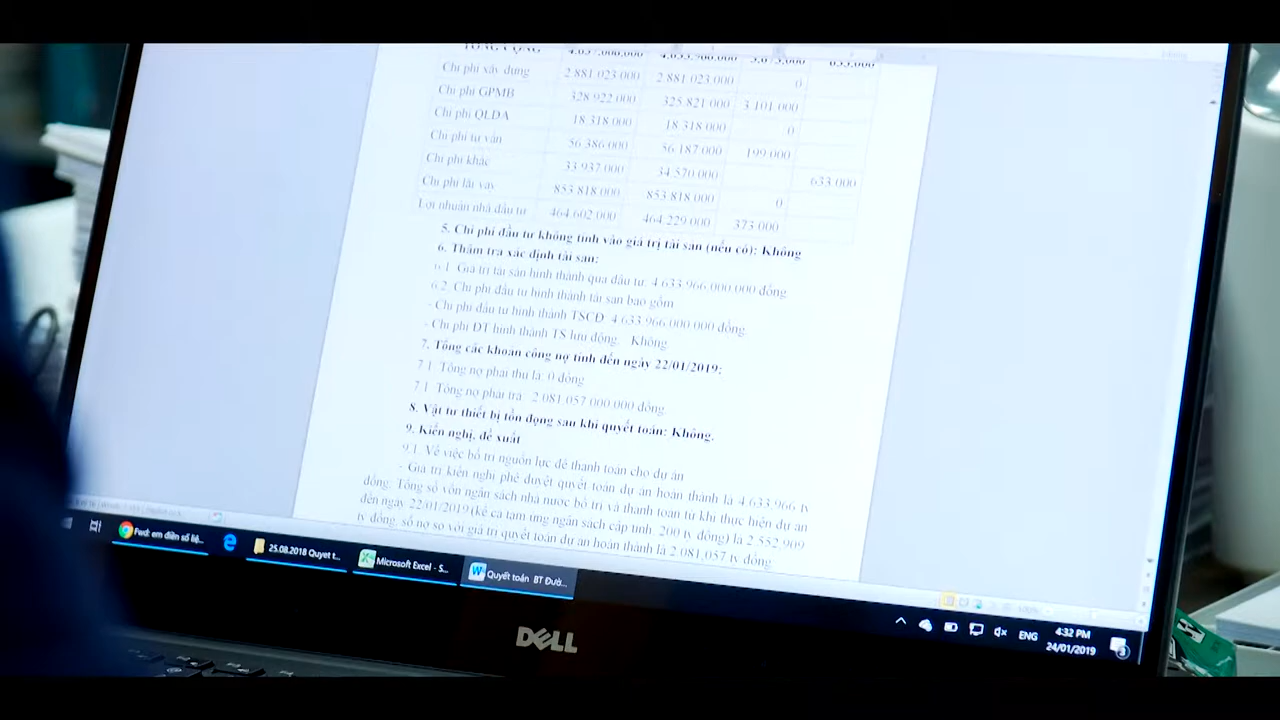 TỔNG CỘNG 4.637.000.000 4.633.966.000 3.673.000 633.000
Chi phí xây dựng 2 881 023 000 2 881 023 000 0
Chi phí GPMB 328 922 000 325 821 000 3 101 000
Chi phí QLDA 18 318 000 18 318 000 0
Chi phí tư vấn 56 386 000 56 187 000 199 000
Chi phí khác 33 937 000 34 570 000 633 000
Chi phí lãi vay 853 818 000 853 818 000 0
Lợi nhuận nhà đầu tư 464 602 000 464 229 000 373 000
5. Chi phí đầu tư không tính vào giá trị tài sản (nếu có): Không
6. Thẩm tra xác định tài sản:
6.1. Giá trị tài sản hình thành qua đầu tư: 4 633 966 000 000 đồng
6.2. Chi phí đầu tư hình thành tài sản bao gồm
- Chi phí đầu tư hình thành TSCĐ: 4 633 966 000 000 đồng.
- Chi phí ĐT hình thành TS lưu động: Không
7. Tổng các khoản công nợ tính đến ngày 22/01/2019:
7.1. Tổng nợ phải thu là: 0 đồng
7.1. Tổng nợ phải trả: 2.081.057.000.000 đồng.
8. Vật tư thiết bị tồn đọng sau khi quyết toán: Không.
9. Kiến nghị, đề xuất
9.1. Về việc bố trí nguồn lực để thanh toán cho dự án
- Giá trị kiến nghị phê duyệt quyết toán dự án hoàn thành là 4.633,966 tỷ
đồng. Tổng số vốn ngân sách nhà nước bố trí và thanh toán từ khi thực hiện dự án
đến ngày 22/01/2019 (kể cả tạm ứng ngân sách cấp tỉnh: 200 tỷ đồng) là 2 552,909
tỷ đồng, số nợ so với giá trị quyết toán dự án hoàn thành là 2 081,057 tỷ đồng
Fwd: em điền số liệ...
25.08.2018 Quyet t...
Microsoft Excel - S...
Quyết toán BT Đườ...
ENG
4:32 PM
24/01/2019
3
DELL